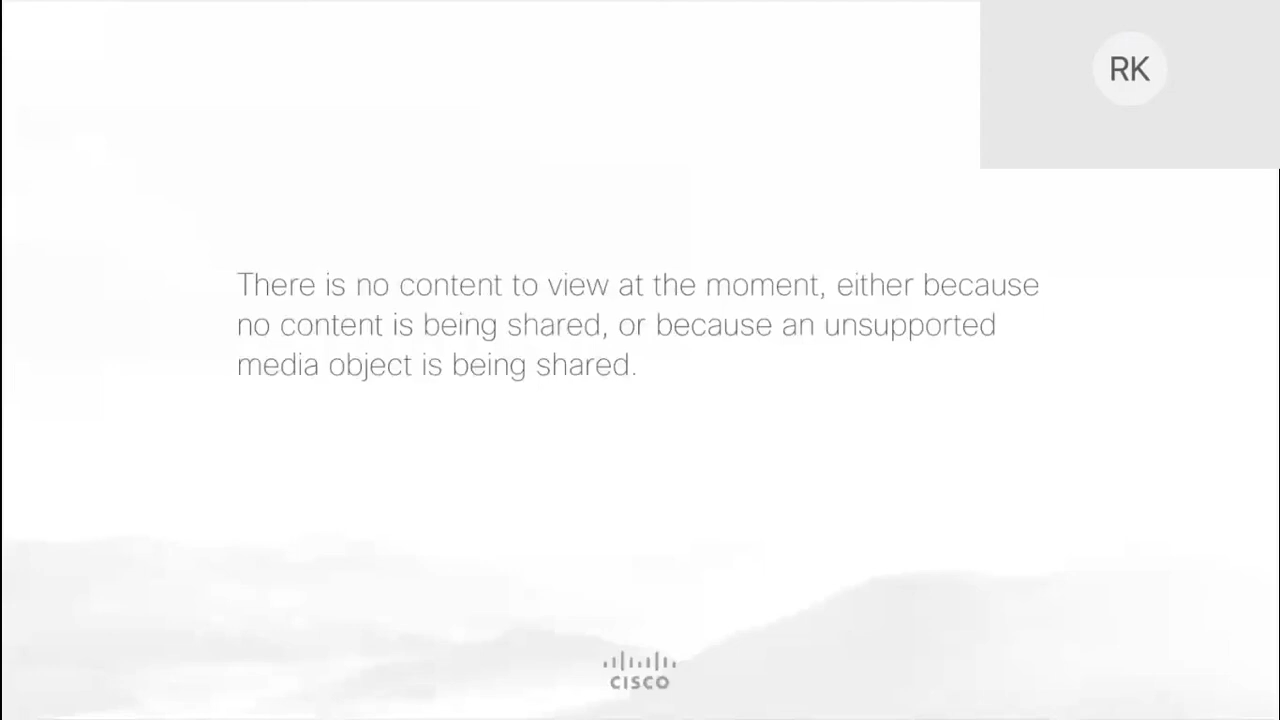 RK
There is no content to view at the moment, either because
no content is being shared, or because an unsupported
media object is being shared.
CISCO